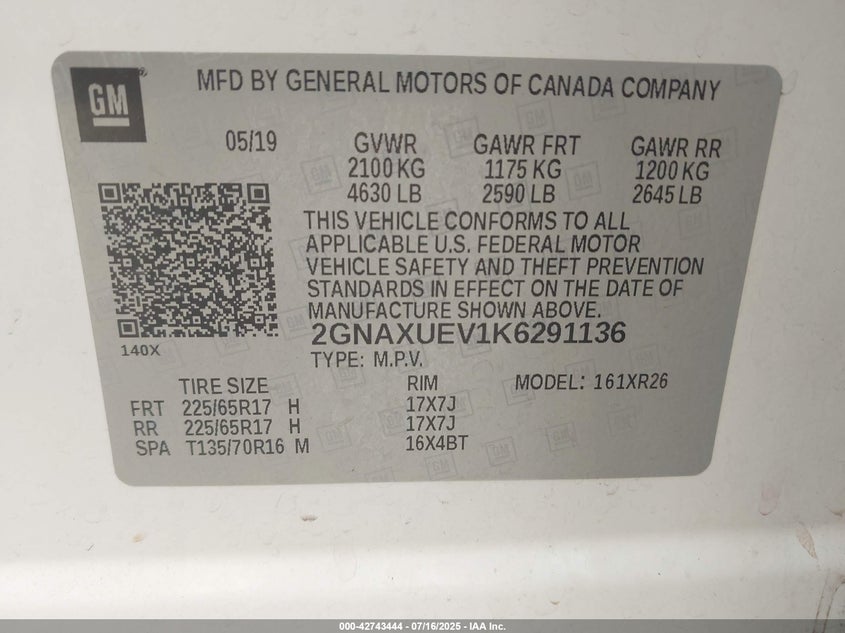 GM
MFD BY GENERAL MOTORS OF CANADA COMPANY
05/19 GVWR GAWR FRT GAWR RR
2100 KG 1175 KG 1200 KG
4630 LB 2590 LB 2645 LB
THIS VEHICLE CONFORMS TO ALL
APPLICABLE U.S. FEDERAL MOTOR
VEHICLE SAFETY AND THEFT PREVENTION
STANDARDS IN EFFECT ON THE DATE OF
MANUFACTURE SHOWN ABOVE.
2GNAXUEV1K6291136
140X
TYPE: M.P.V.
TIRE SIZE RIM MODEL: 161XR26
FRT 225/65R17 H 17X7J
RR 225/65R17 H 17X7J
SPA T135/70R16 M 16X4BT
000-42743444 - 07/16/2025 - IAA Inc.